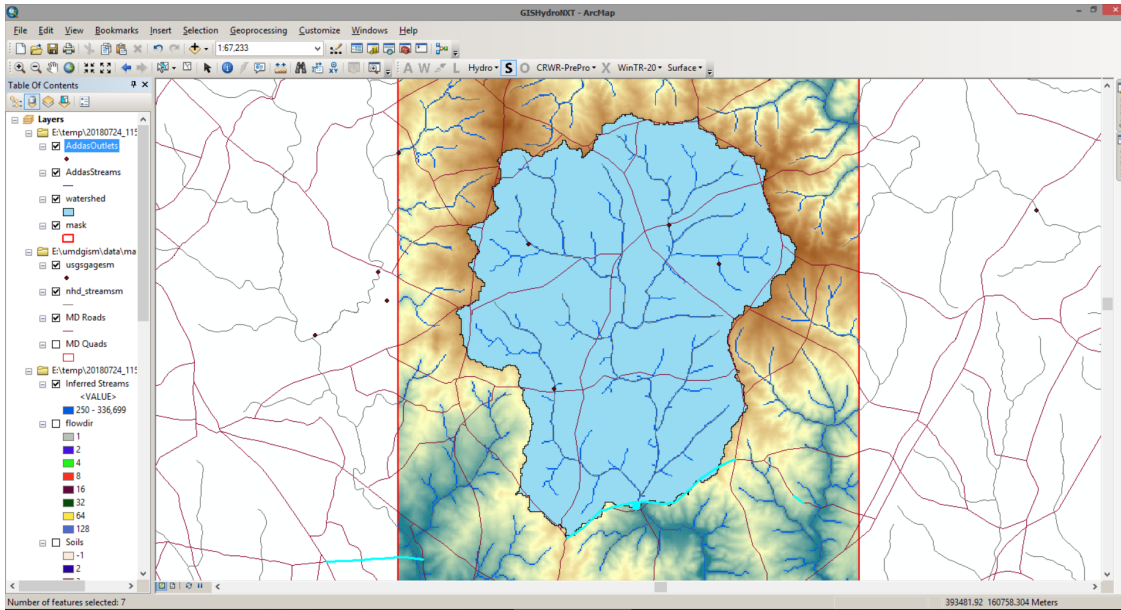 GISHydroNXT - ArcMap
File Edit View Bookmarks Insert Selection Geoprocessing Customize Windows Help
1:67,233
A W L Hydro S O CRWR-PrePro X WinTR-20 Surface
Table Of Contents
Layers
E:\temp\20180724_115
AddasOutlets
AddasStreams
watershed
mask
E:\umdgism\data\ma
usgsgagesm
nhd_streamsm
MD Roads
MD Quads
E:\temp\20180724_115
Inferred Streams
<VALUE>
250 - 336,699
flowdir
1
2
4
8
16
32
64
128
Soils
-1
2
Number of features selected: 7
393481.92 160758.304 Meters